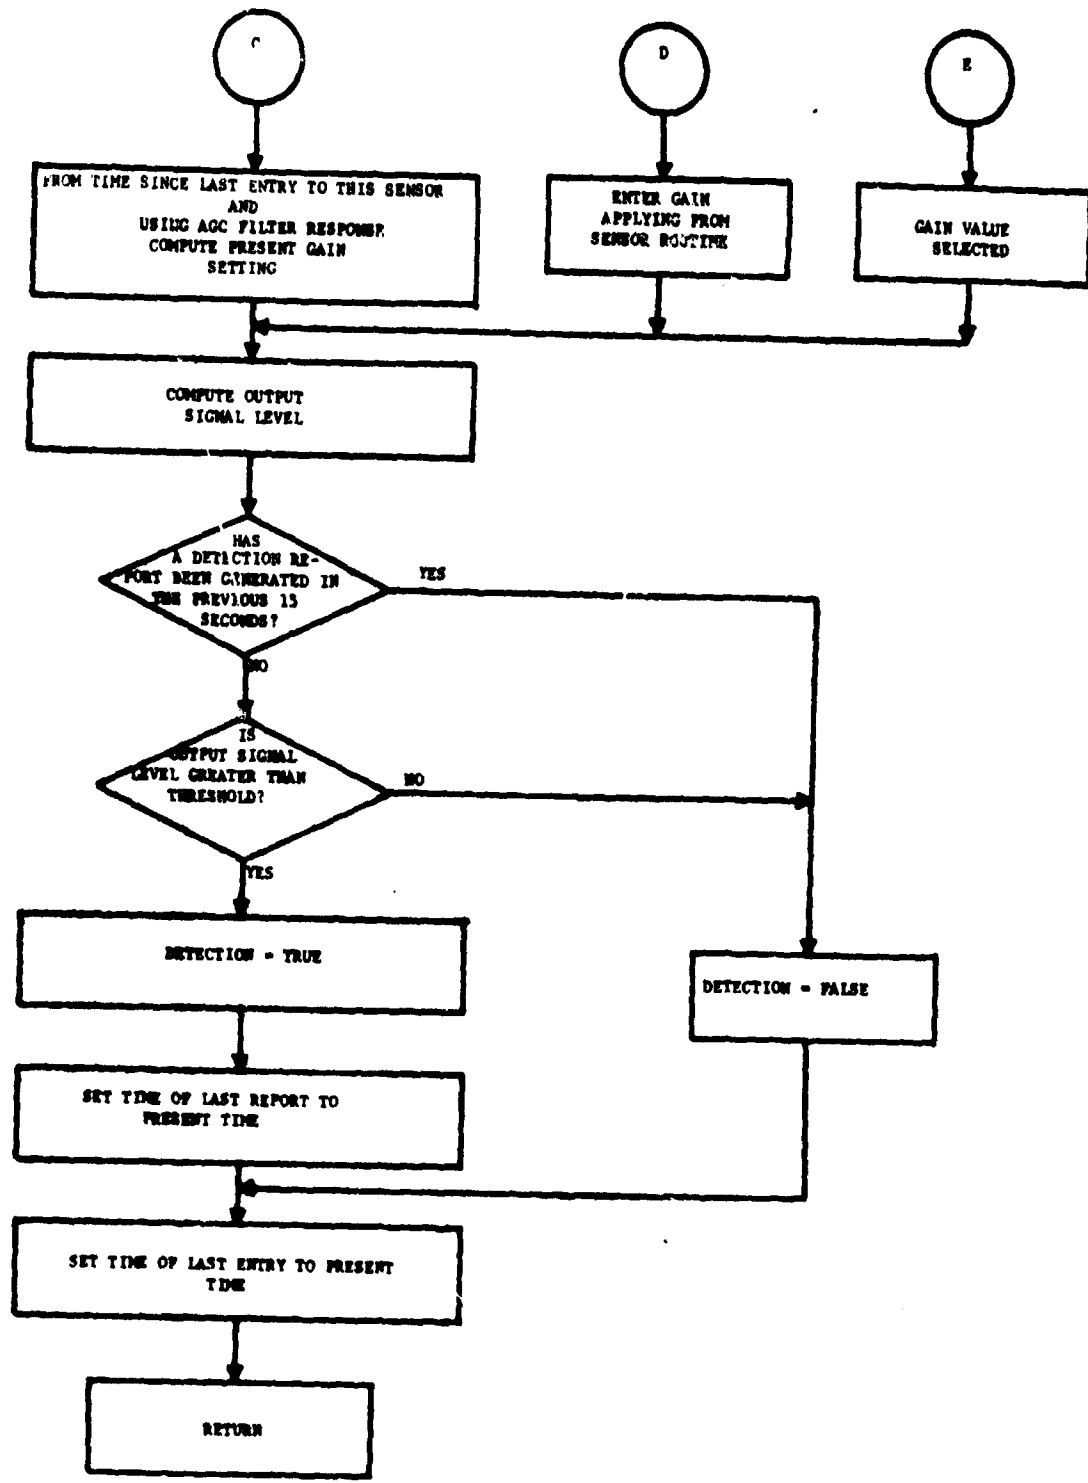 C
D
E
FROM TIME SINCE LAST ENTRY TO THIS SENSOR
AND
USING AGC FILTER RESPONSE
COMPUTE PRESENT GAIN
SETTING
ENTER GAIN
APPLYING FROM
SENSOR ROUTINE
GAIN VALUE
SELECTED
COMPUTE OUTPUT
SIGNAL LEVEL
HAS
A DETECTION RE-
PORT BEEN GENERATED IN
THE PREVIOUS 15
SECONDS?
YES
NO
IS
OUTPUT SIGNAL
LEVEL GREATER THAN
THRESHOLD?
NO
YES
DETECTION = TRUE
DETECTION = FALSE
SET TIME OF LAST REPORT TO
PRESENT TIME
SET TIME OF LAST ENTRY TO PRESENT
TIME
RETURN